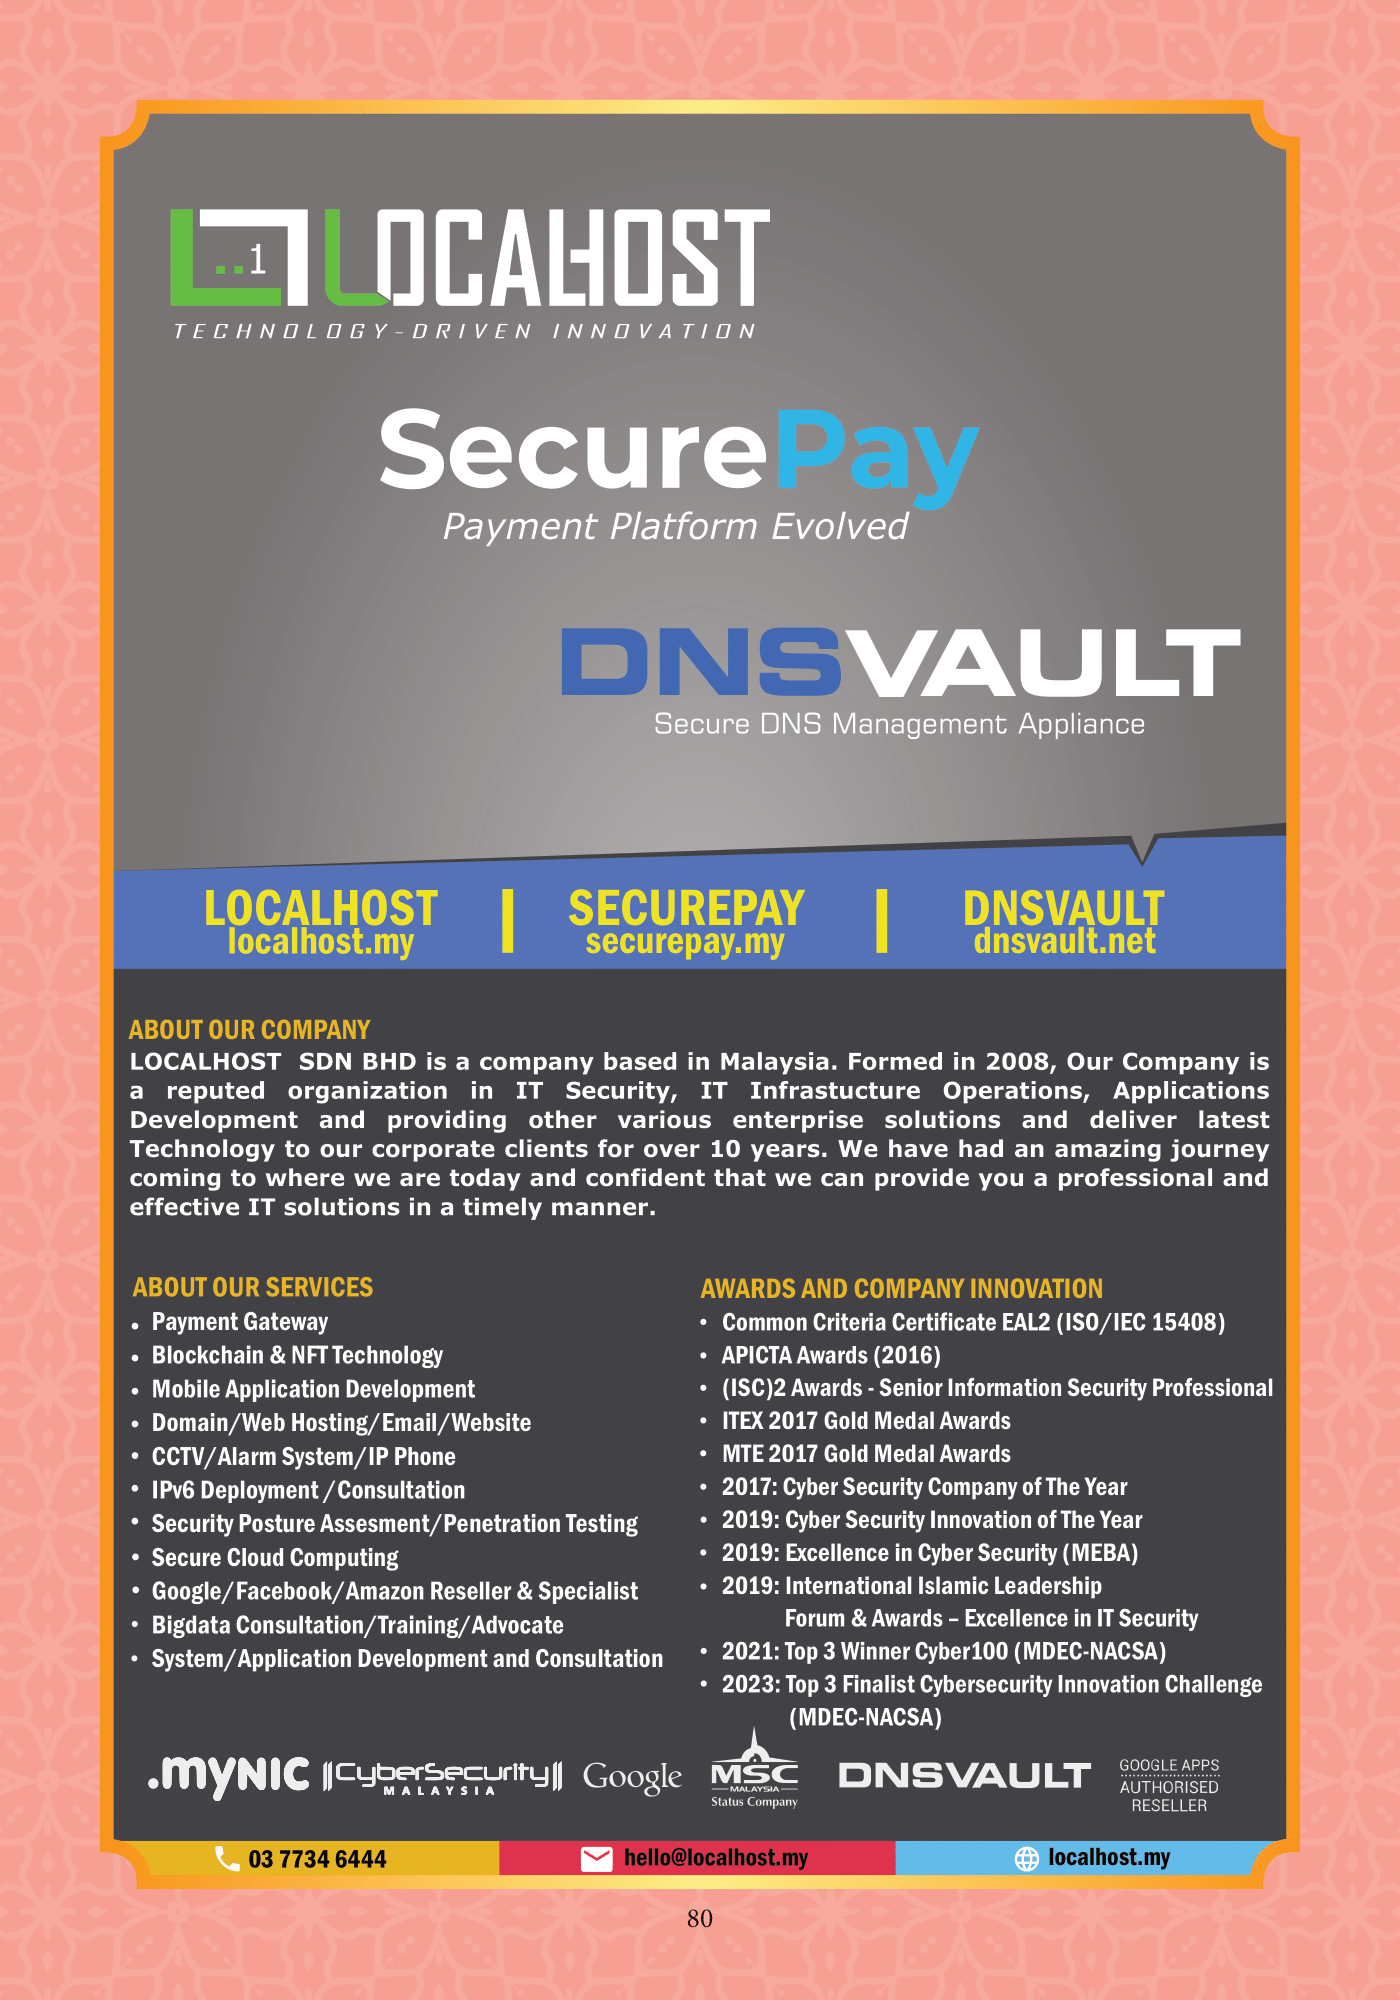 ..1 LOCALHOST
TECHNOLOGY-DRIVEN INNOVATION
SecurePay
Payment Platform Evolved
DNSVAULT
Secure DNS Management Appliance
LOCALHOST SECUREPAY DNSVAULT
localhost.my securepay.my dnsvault.net
ABOUT OUR COMPANY
LOCALHOST SDN BHD is a company based in Malaysia. Formed in 2008, Our Company is
a reputed organization in IT Security, IT Infrastucture Operations, Applications
Development and providing other various enterprise solutions and deliver latest
Technology to our corporate clients for over 10 years. We have had an amazing journey
coming to where we are today and confident that we can provide you a professional and
effective IT solutions in a timely manner.
ABOUT OUR SERVICES
• Payment Gateway
• Blockchain & NFT Technology
• Mobile Application Development
• Domain/Web Hosting/Email/Website
• CCTV/Alarm System/IP Phone
• IPv6 Deployment /Consultation
• Security Posture Assesment/Penetration Testing
• Secure Cloud Computing
• Google/Facebook/Amazon Reseller & Specialist
• Bigdata Consultation/Training/Advocate
• System/Application Development and Consultation
AWARDS AND COMPANY INNOVATION
• Common Criteria Certificate EAL2 (ISO/IEC 15408)
• APICTA Awards (2016)
• (ISC)2 Awards - Senior Information Security Professional
• ITEX 2017 Gold Medal Awards
• MTE 2017 Gold Medal Awards
• 2017: Cyber Security Company of The Year
• 2019: Cyber Security Innovation of The Year
• 2019: Excellence in Cyber Security (MEBA)
• 2019: International Islamic Leadership
Forum & Awards – Excellence in IT Security
• 2021: Top 3 Winner Cyber100 (MDEC-NACSA)
• 2023: Top 3 Finalist Cybersecurity Innovation Challenge
(MDEC-NACSA)
.myNIC
CyberSecurity
MALAYSIA
Google
MSC
MALAYSIA
Status Company
DNSVAULT
GOOGLE APPS
AUTHORISED
RESELLER
03 7734 6444 hello@localhost.my localhost.my
80